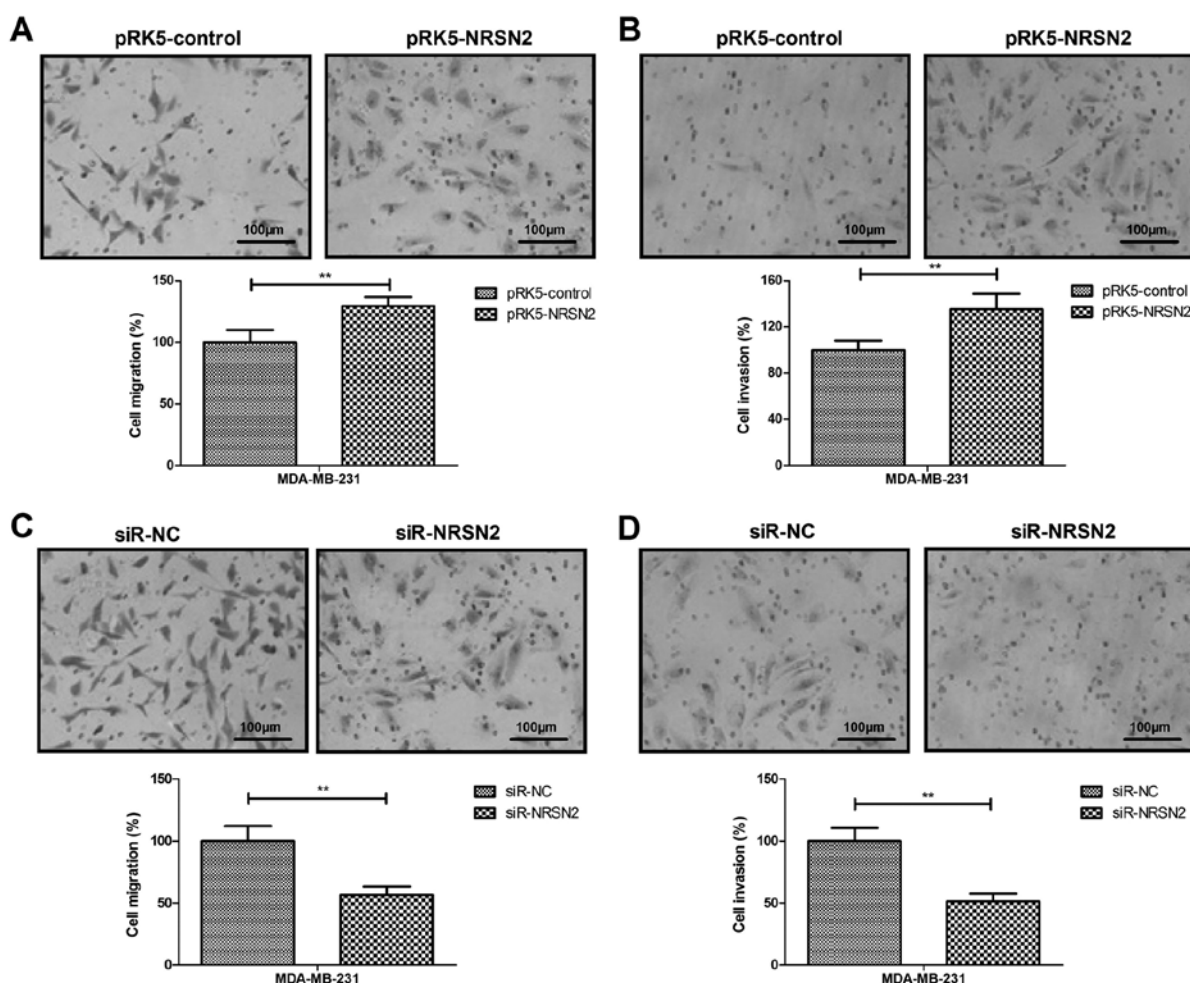 A
pRK5-control
pRK5-NRSN2
100µm
100µm
**
150
100
50
0
Cell migration (%)
MDA-MB-231
pRK5-control
pRK5-NRSN2
B
pRK5-control
pRK5-NRSN2
100µm
100µm
**
160
120
80
40
0
Cell invasion (%)
MDA-MB-231
pRK5-control
pRK5-NRSN2
C
siR-NC
siR-NRSN2
100µm
100µm
**
150
100
50
0
Cell migration (%)
MDA-MB-231
siR-NC
siR-NRSN2
D
siR-NC
siR-NRSN2
100µm
100µm
**
150
100
50
0
Cell invasion (%)
MDA-MB-231
siR-NC
siR-NRSN2